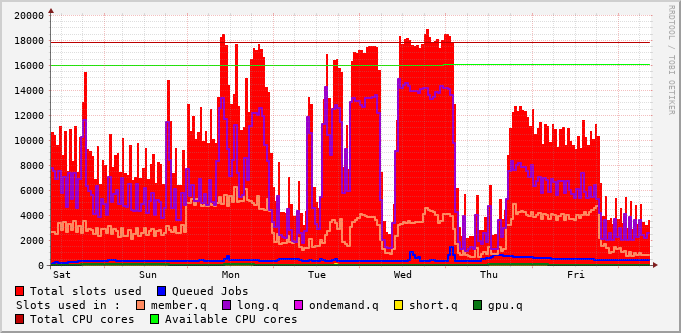 20000
18000
16000
14000
12000
10000
8000
6000
4000
2000
0
Sat Sun Mon Tue Wed Thu Fri
RRDTOOL / TOBI OETIKER
Total slots used Queued Jobs
Slots used in : member.q long.q ondemand.q short.q gpu.q
Total CPU cores Available CPU cores